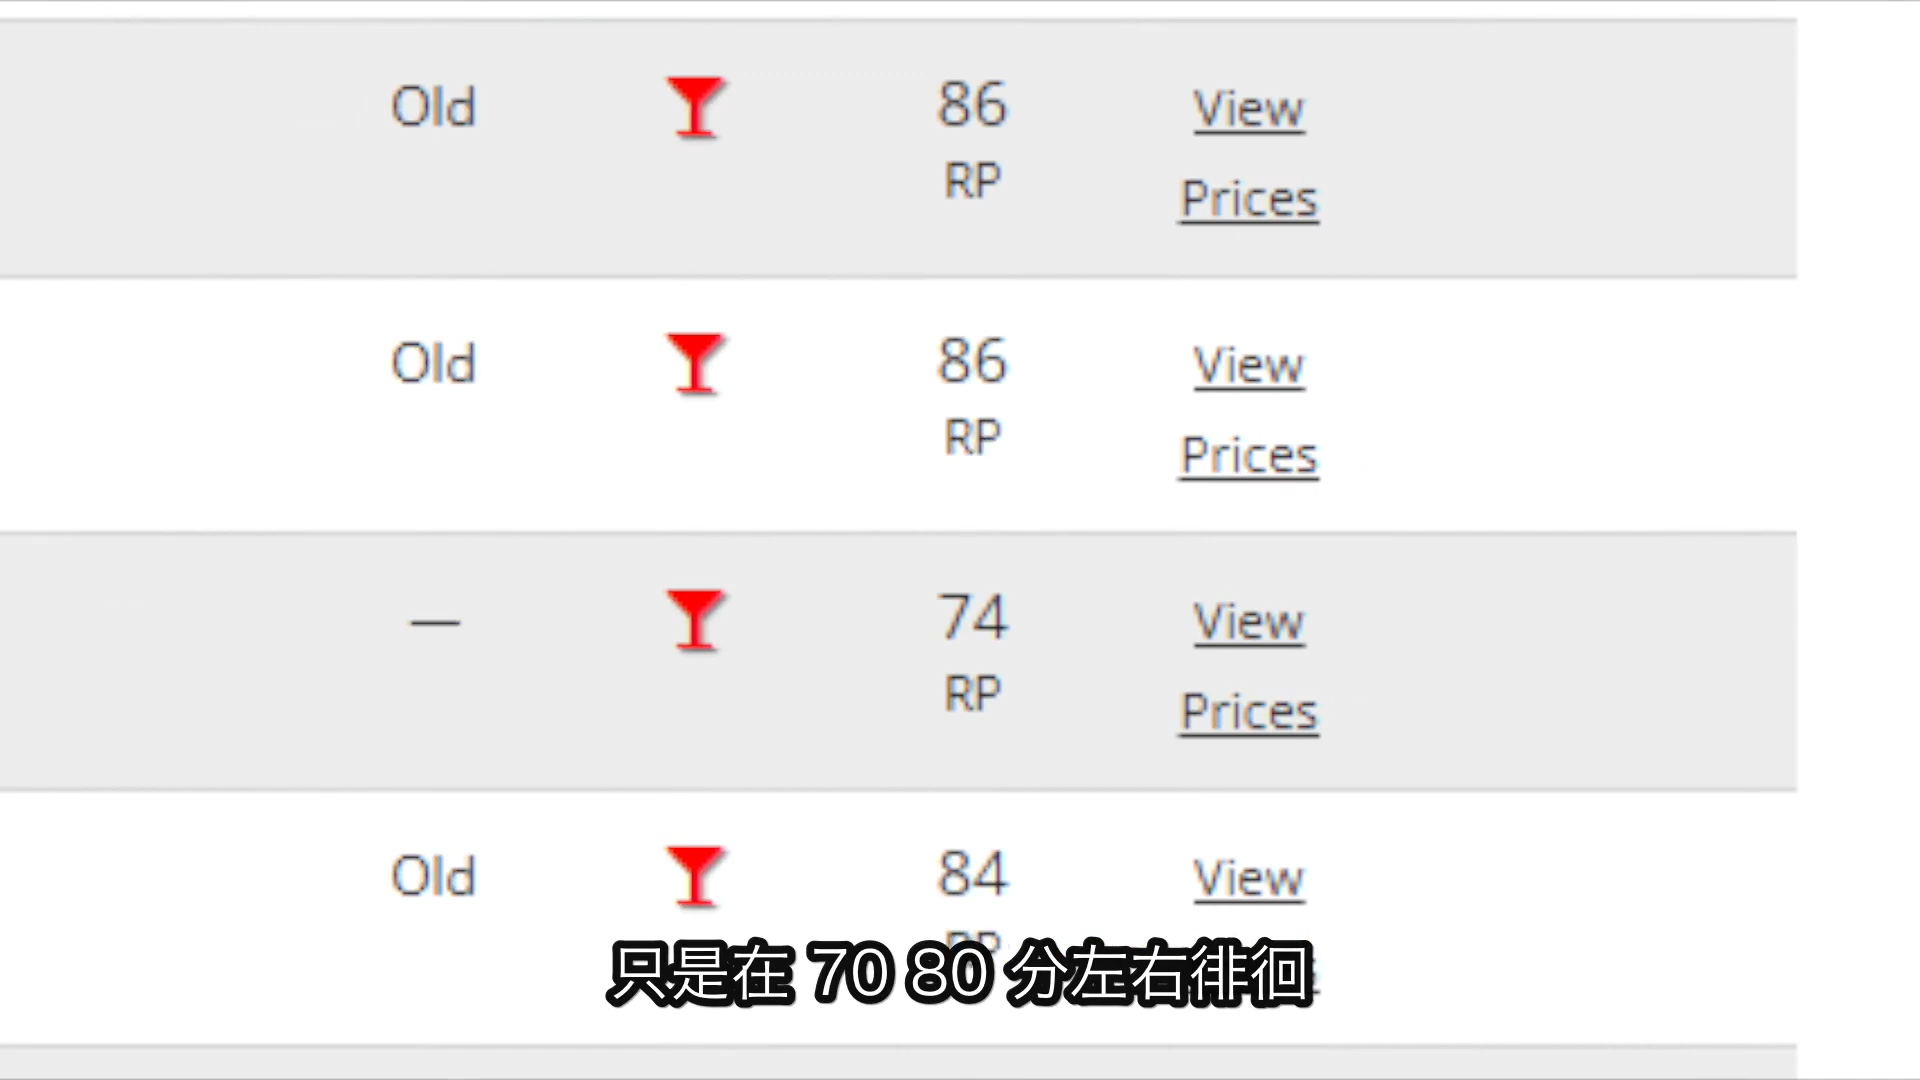 Old 86 View
RP Prices
Old 86 View
RP Prices
— 74 View
RP Prices
Old 84 View
RP
只是在 70 80 分左右徘徊